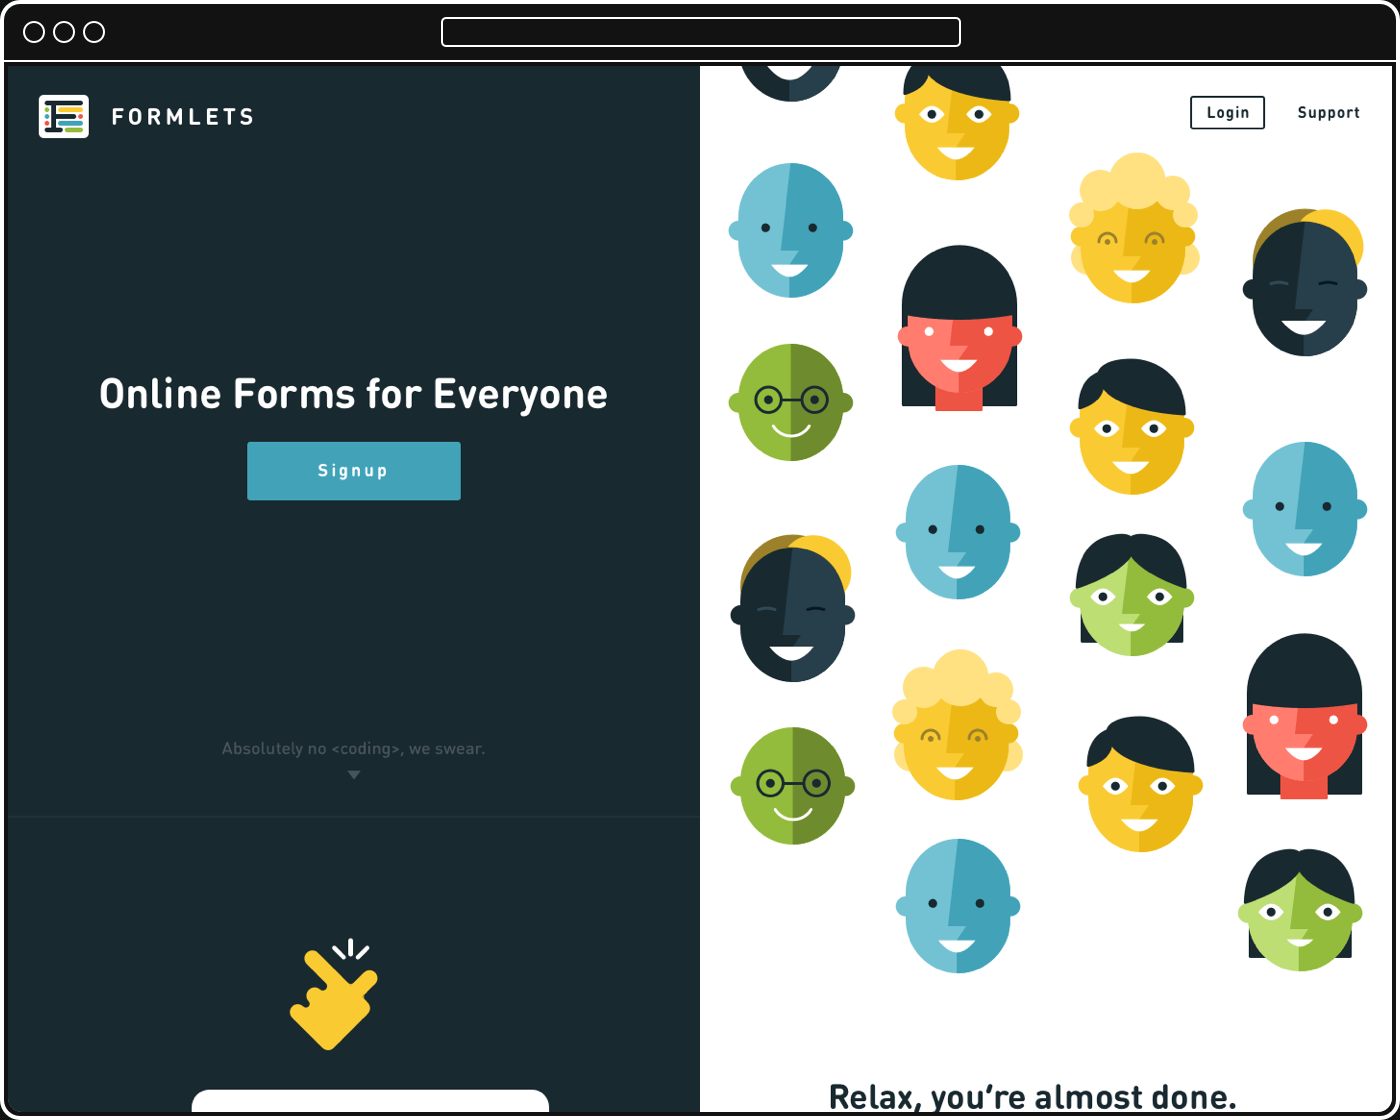 FORMLETS
Login Support
Online Forms for Everyone
Signup
Absolutely no <coding>, we swear.
Relax, you‘re almost done.